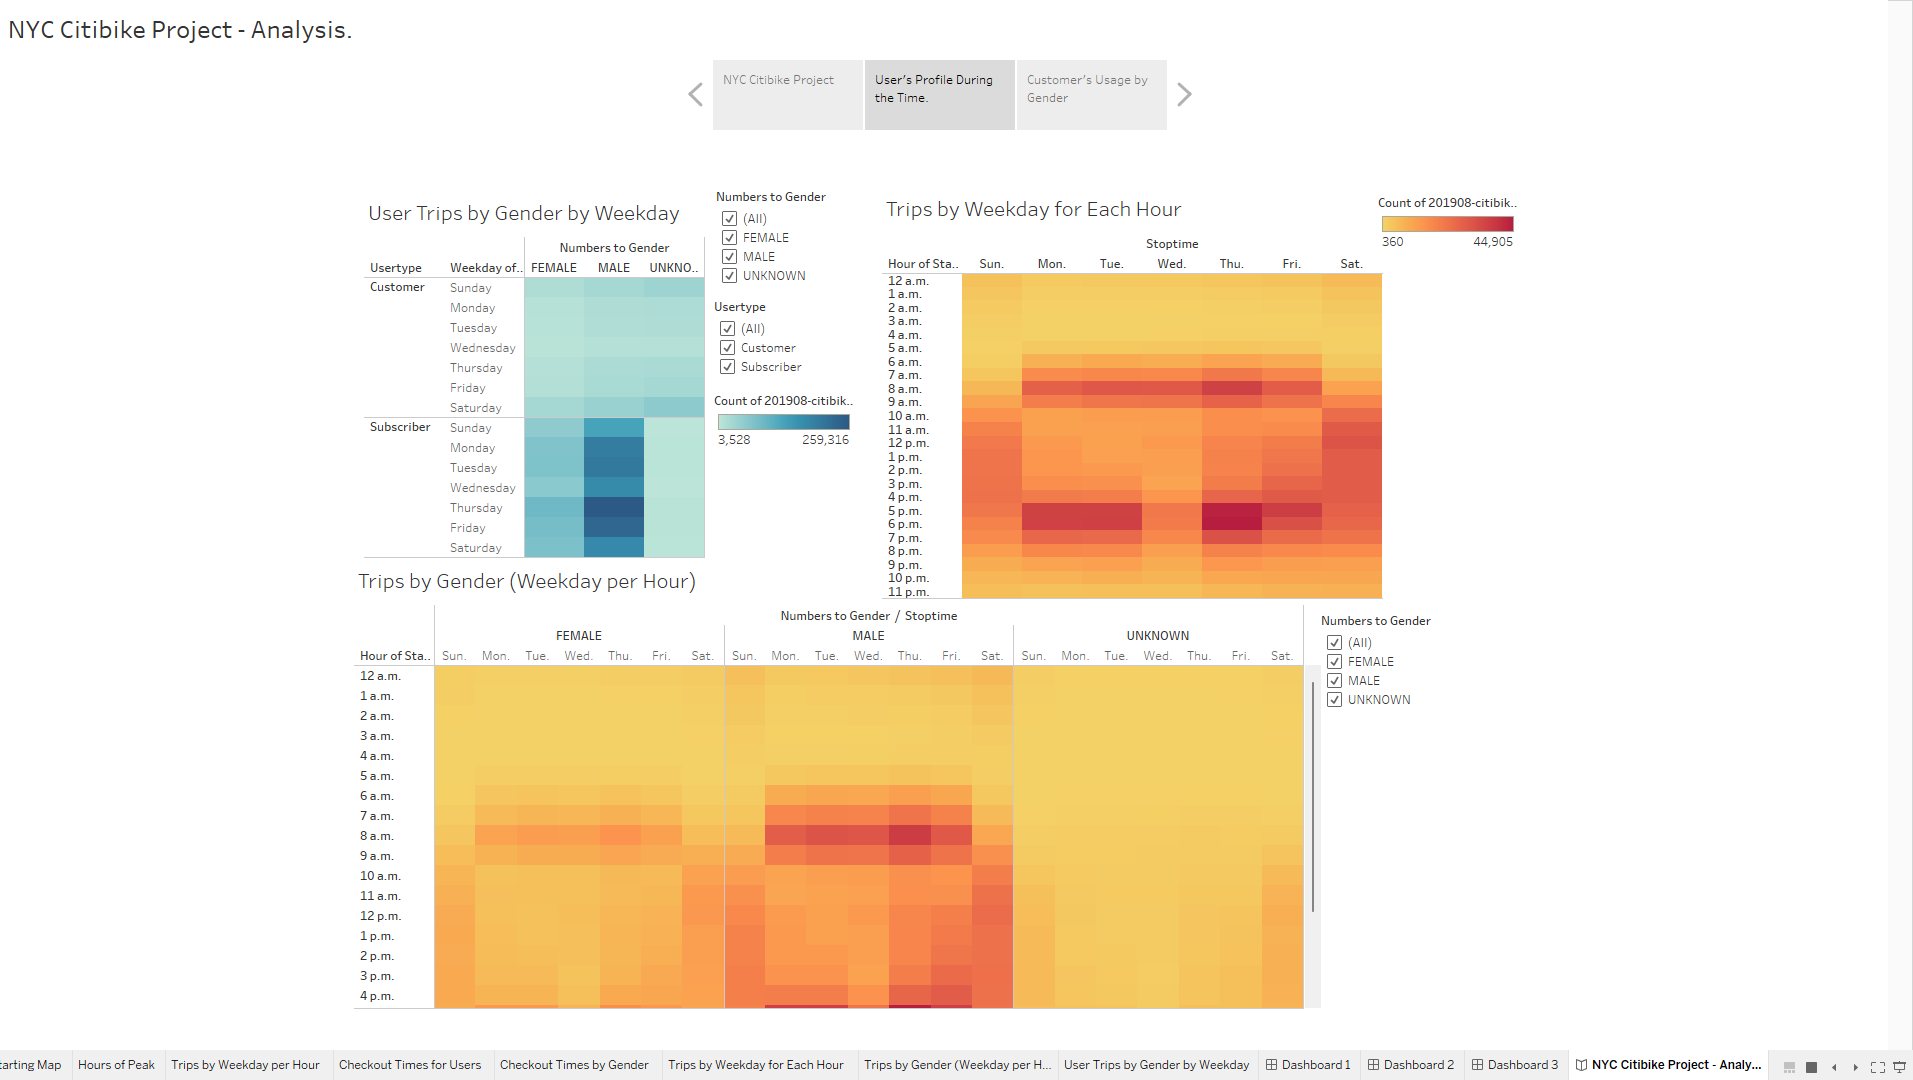 NYC Citibike Project - Analysis.
NYC Citibike Project
User's Profile During
the Time.
Customer's Usage by
Gender
User Trips by Gender by Weekday
Numbers to Gender
Usertype Weekday of.. FEMALE MALE UNKNO..
Customer Sunday
Monday
Tuesday
Wednesday
Thursday
Friday
Saturday
Subscriber Sunday
Monday
Tuesday
Wednesday
Thursday
Friday
Saturday
Numbers to Gender
(All)
FEMALE
MALE
UNKNOWN
Usertype
(All)
Customer
Subscriber
Count of 201908-citibik..
3,528 259,316
Trips by Weekday for Each Hour
Stoptime
Hour of Sta.. Sun. Mon. Tue. Wed. Thu. Fri. Sat.
12 a.m.
1 a.m.
2 a.m.
3 a.m.
4 a.m.
5 a.m.
6 a.m.
7 a.m.
8 a.m.
9 a.m.
10 a.m.
11 a.m.
12 p.m.
1 p.m.
2 p.m.
3 p.m.
4 p.m.
5 p.m.
6 p.m.
7 p.m.
8 p.m.
9 p.m.
10 p.m.
11 p.m.
Count of 201908-citibik..
360 44,905
Trips by Gender (Weekday per Hour)
Numbers to Gender / Stoptime
FEMALE MALE UNKNOWN
Hour of Sta.. Sun. Mon. Tue. Wed. Thu. Fri. Sat. Sun. Mon. Tue. Wed. Thu. Fri. Sat. Sun. Mon. Tue. Wed. Thu. Fri. Sat.
12 a.m.
1 a.m.
2 a.m.
3 a.m.
4 a.m.
5 a.m.
6 a.m.
7 a.m.
8 a.m.
9 a.m.
10 a.m.
11 a.m.
12 p.m.
1 p.m.
2 p.m.
3 p.m.
4 p.m.
Numbers to Gender
(All)
FEMALE
MALE
UNKNOWN
tarting Map Hours of Peak Trips by Weekday per Hour Checkout Times for Users Checkout Times by Gender Trips by Weekday for Each Hour Trips by Gender (Weekday per H... User Trips by Gender by Weekday Dashboard 1 Dashboard 2 Dashboard 3 NYC Citibike Project - Analy...